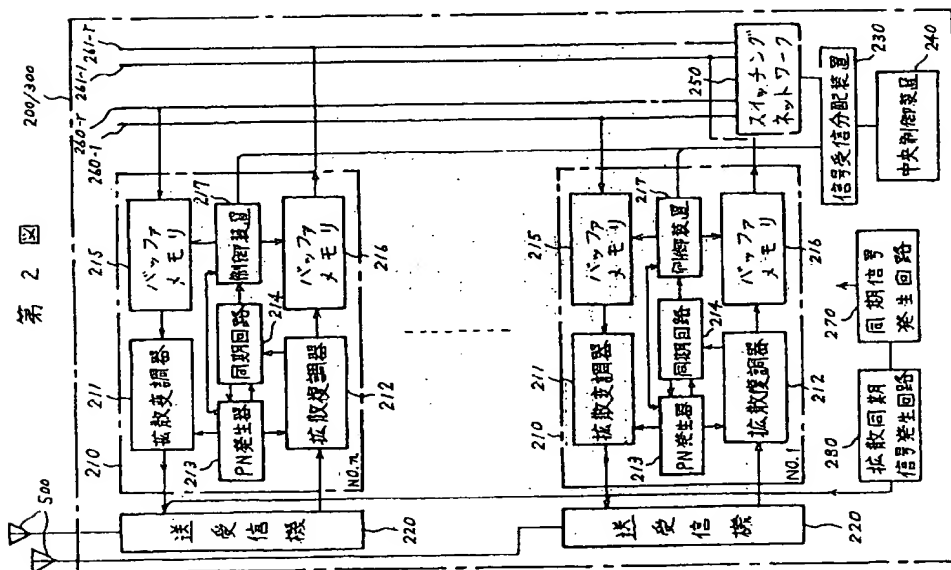 第2図
200/300
500
210
211
拡散変調器
215
バッファ
メモリ
213
PN発生器
同期回路
214
制御装置
217
拡散復調器
212
バッファ
メモリ
216
NO.n
送受信機
220
260-1
260-r
261-1
261-r
210
211
拡散変調器
215
バッファ
メモリ
213
PN発生器
同期回路
214
制御装置
217
拡散復調器
212
バッファ
メモリ
216
NO.1
送受信機
220
250
スイッチング
ネットワーク
信号受信分配装置
230
中央制御装置
240
270
同期信号
発生回路
280
拡散同期
信号発生回路